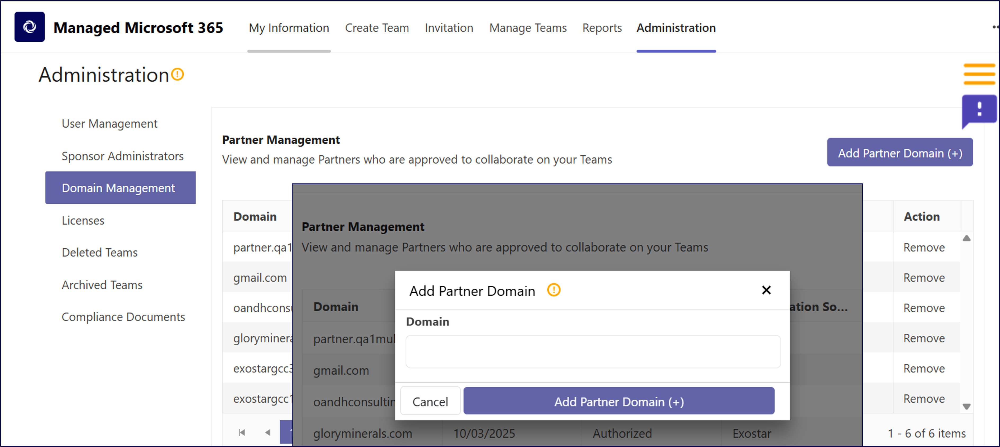 Managed Microsoft 365 My Information Create Team Invitation Manage Teams Reports Administration
Administration
User Management
Sponsor Administrators
Domain Management
Licenses
Deleted Teams
Archived Teams
Compliance Documents
Partner Management
View and manage Partners who are approved to collaborate on your Teams
Add Partner Domain (+)
Domain Action
partner.qa1 Remove
gmail.com Remove
oandhconsu Remove
glorymínera Remove
exostargcc3 Remove
exostargcc1 Remove
1 - 6 of 6 items
Partner Management
View and manage Partners who are approved to collaborate on your Teams
Domain ation So...
partner.qa1mul
gmail.com
oandhconsultin
gloryminerals.com 10/03/2025 Authorized Exostar
Add Partner Domain
Domain
Cancel Add Partner Domain (+)